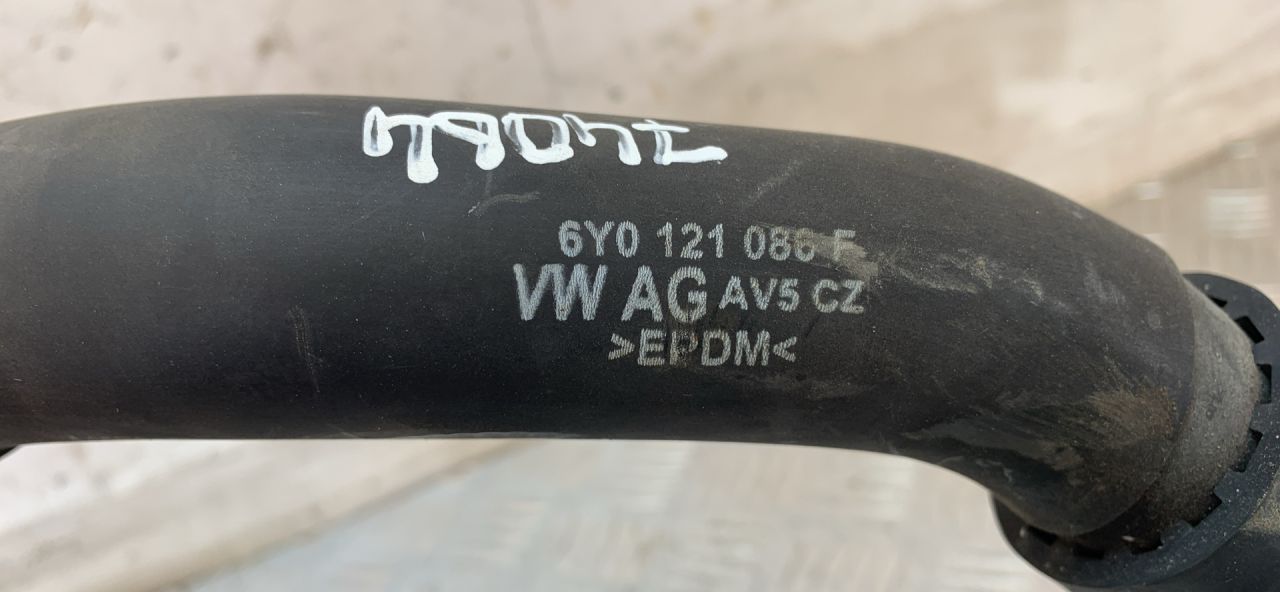 6Y0 121 086 F
VW AG AV5 CZ
>EPDM<